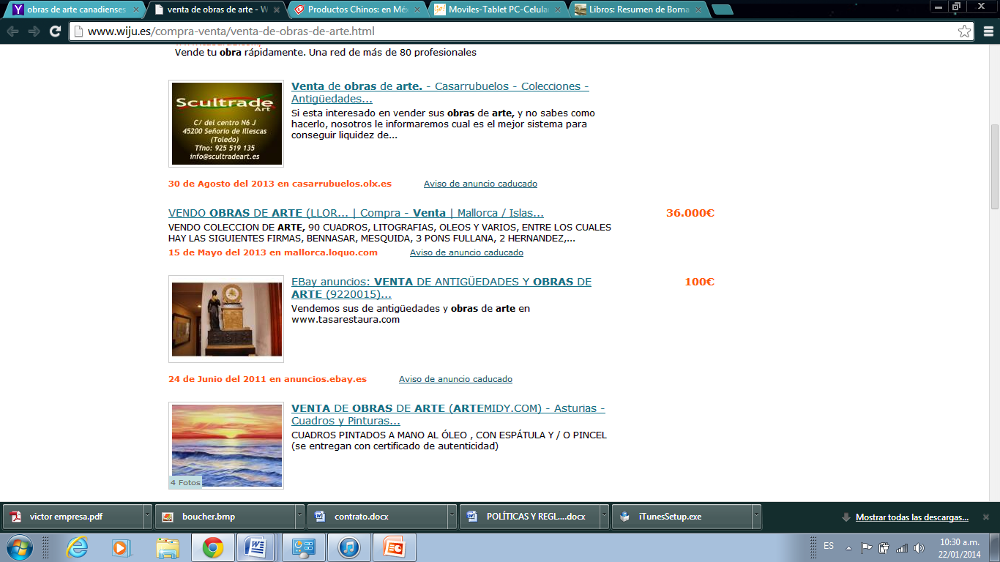 obras de arte canadienses
venta de obras de arte - W
Productos Chinos: en Mé
Moviles-Tablet PC-Celula
Libros: Resumen de Boma
www.wiju.es/compra-venta/venta-de-obras-de-arte.html
Vende tu obra rápidamente. Una red de más de 80 profesionales
Scultrade
Art
C/ del centro N6 J
45200 Señorio de Illescas
(Toledo)
Tfno: 925 519 135
info@scultradeart.es
Venta de obras de arte. - Casarrubuelos - Colecciones -
Antigüedades...
Si esta interesado en vender sus obras de arte, y no sabes como
hacerlo, nosotros le informaremos cual es el mejor sistema para
conseguir liquidez de...
30 de Agosto del 2013 en casarrubuelos.olx.es
Aviso de anuncio caducado
VENDO OBRAS DE ARTE (LLOR... | Compra - Venta | Mallorca / Islas...
36.000€
VENDO COLECCION DE ARTE, 90 CUADROS, LITOGRAFIAS, OLEOS Y VARIOS, ENTRE LOS CUALES
HAY LAS SIGUIENTES FIRMAS, BENNASAR, MESQUIDA, 3 PONS FULLANA, 2 HERNANDEZ,...
15 de Mayo del 2013 en mallorca.loquo.com
Aviso de anuncio caducado
EBay anuncios: VENTA DE ANTIGÜEDADES Y OBRAS DE
ARTE (9220015)...
100€
Vendemos sus de antigüedades y obras de arte en
www.tasarestaura.com
24 de Junio del 2011 en anuncios.ebay.es
Aviso de anuncio caducado
VENTA DE OBRAS DE ARTE (ARTEMIDY.COM) - Asturias -
Cuadros y Pinturas...
CUADROS PINTADOS A MANO AL ÓLEO , CON ESPÁTULA Y / O PINCEL
(se entregan con certificado de autenticidad)
4 Fotos
victor empresa.pdf
boucher.bmp
contrato.docx
POLÍTICAS Y REGL....docx
iTunesSetup.exe
Mostrar todas las descargas...
ES
10:30 a.m.
22/01/2014